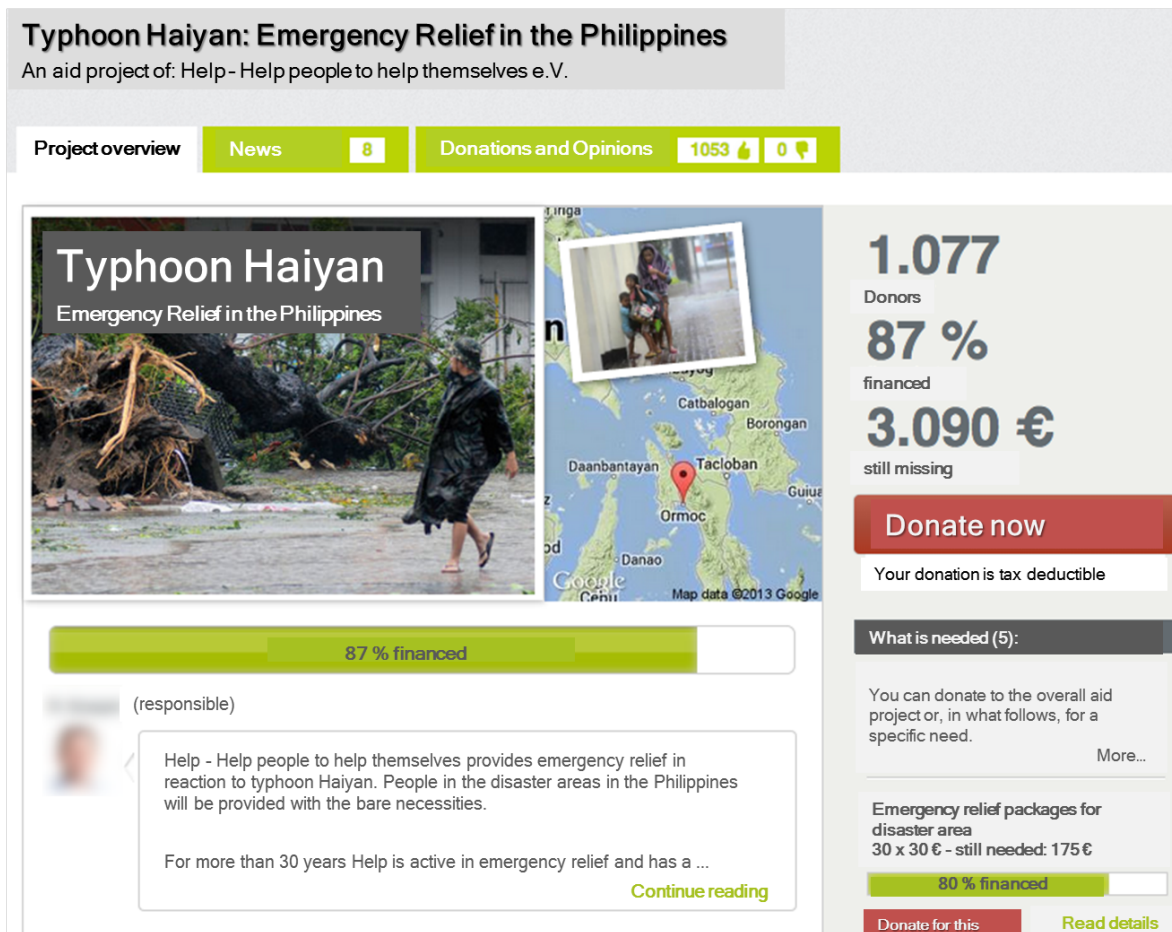 Typhoon Haiyan: Emergency Relief in the Philippines
An aid project of: Help - Help people to help themselves e.V.
Project overview
News 8
Donations and Opinions 1053 0
Typhoon Haiyan
Emergency Relief in the Philippines
n
Catbalogan
Borongan
Daanbantayan
Tacloban
Ormoc
Danao
Google
Cebu
Map data ©2013 Google
1.077
Donors
87 %
financed
3.090 €
still missing
Donate now
Your donation is tax deductible
87 % financed
(responsible)
Help - Help people to help themselves provides emergency relief in
reaction to typhoon Haiyan. People in the disaster areas in the Philippines
will be provided with the bare necessities.
For more than 30 years Help is active in emergency relief and has a ...
Continue reading
What is needed (5):
You can donate to the overall aid
project or, in what follows, for a
specific need.
More...
Emergency relief packages for
disaster area
30 x 30 € - still needed: 175 €
80 % financed
Donate for this
Read details